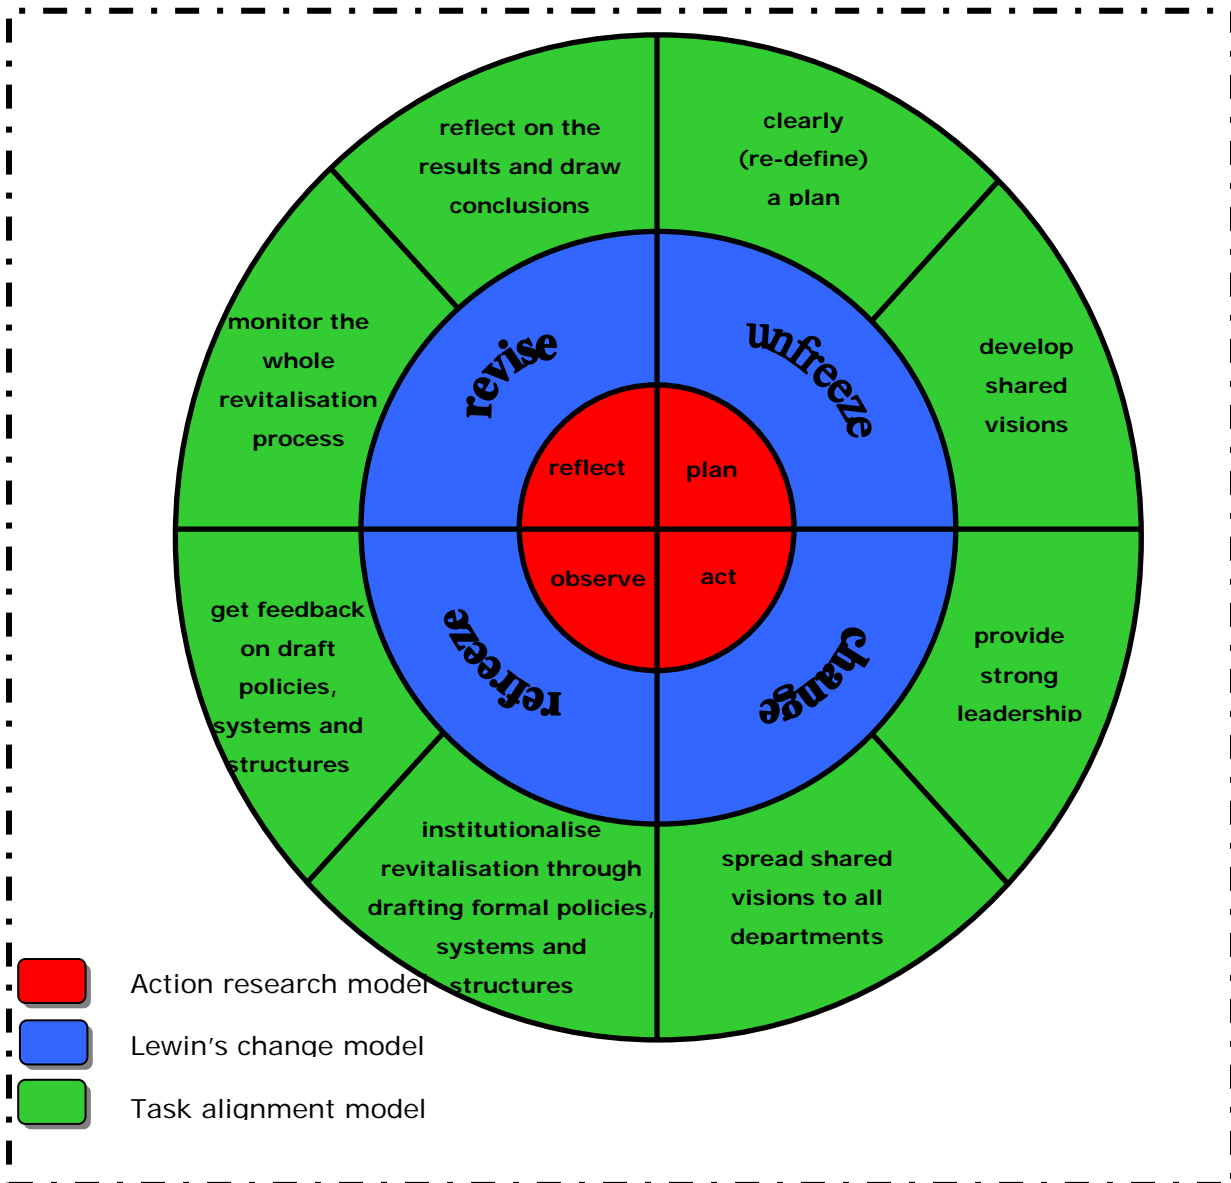 reflect on the
results and draw
conclusions
clearly
(re-define)
a plan
monitor the
whole
revitalisation
process
develop
shared
visions
revise
unfreeze
reflect
plan
observe
act
refreeze
change
get feedback
on draft
policies,
systems and
structures
provide
strong
leadership
institutionalise
revitalisation through
drafting formal policies,
systems and
structures
spread shared
visions to all
departments
Action research model
Lewin's change model
Task alignment model